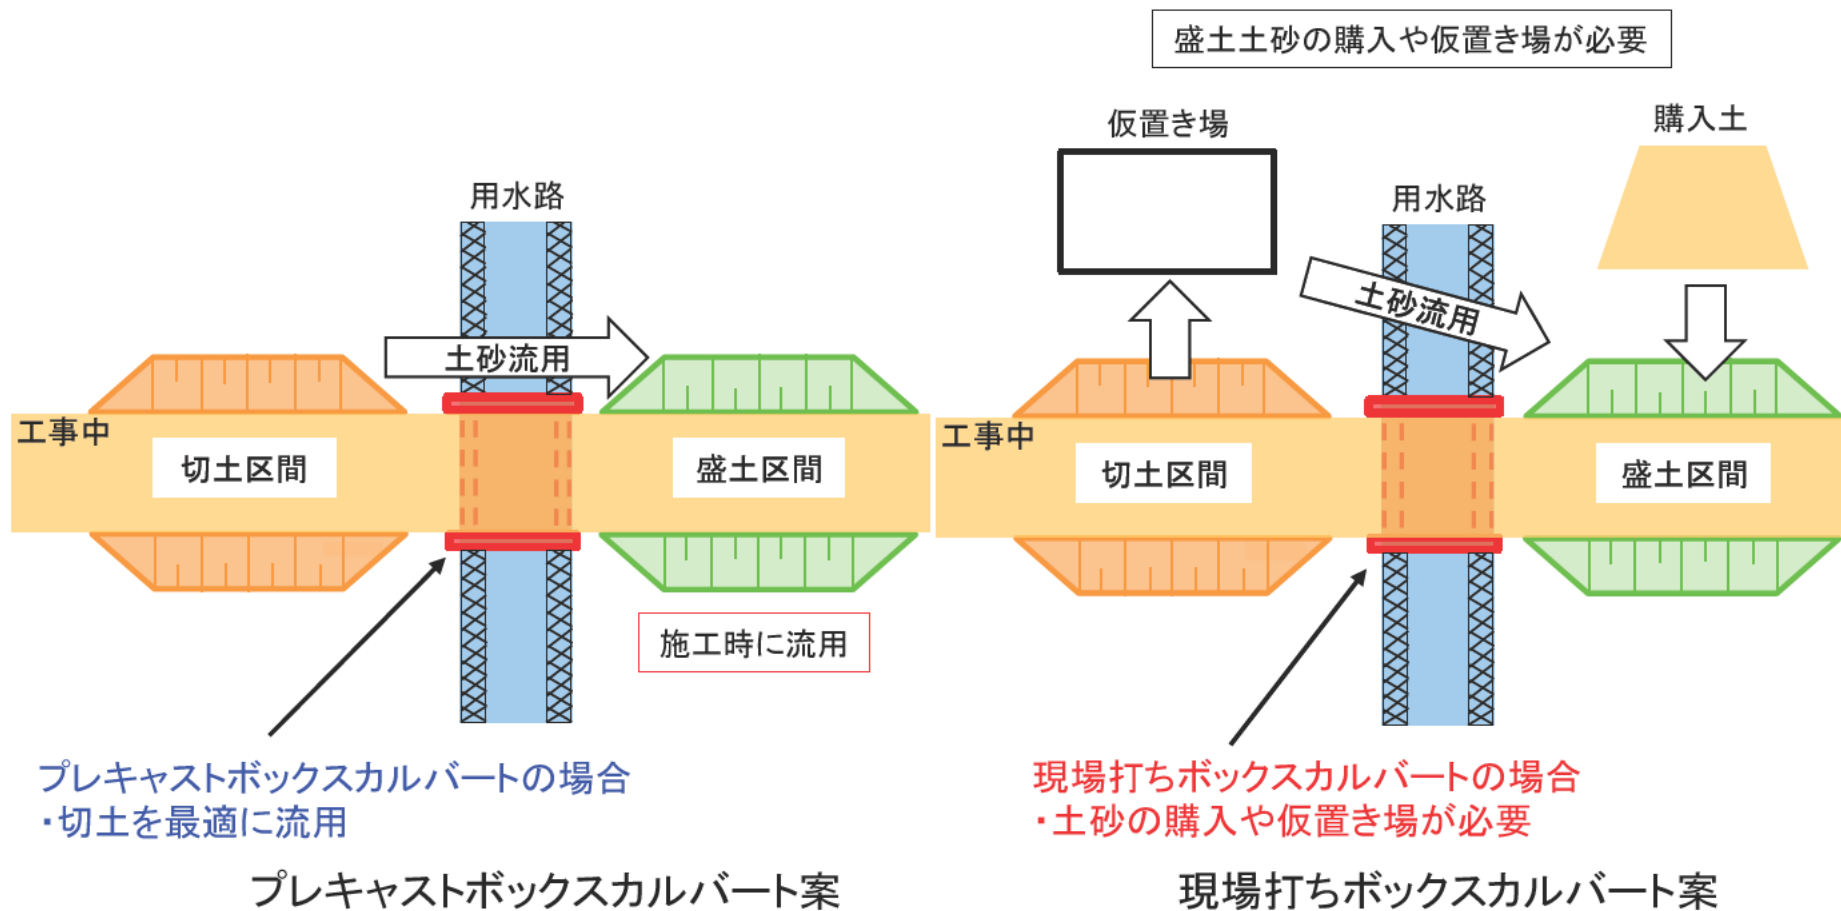 盛土土砂の購入や仮置き場が必要
仮置き場
購入土
用水路
用水路
土砂流用
土砂流用
工事中
切土区間
盛土区間
工事中
切土区間
盛土区間
施工時に流用
プレキャストボックスカルバートの場合
・切土を最適に流用
現場打ちボックスカルバートの場合
・土砂の購入や仮置き場が必要
プレキャストボックスカルバート案
現場打ちボックスカルバート案